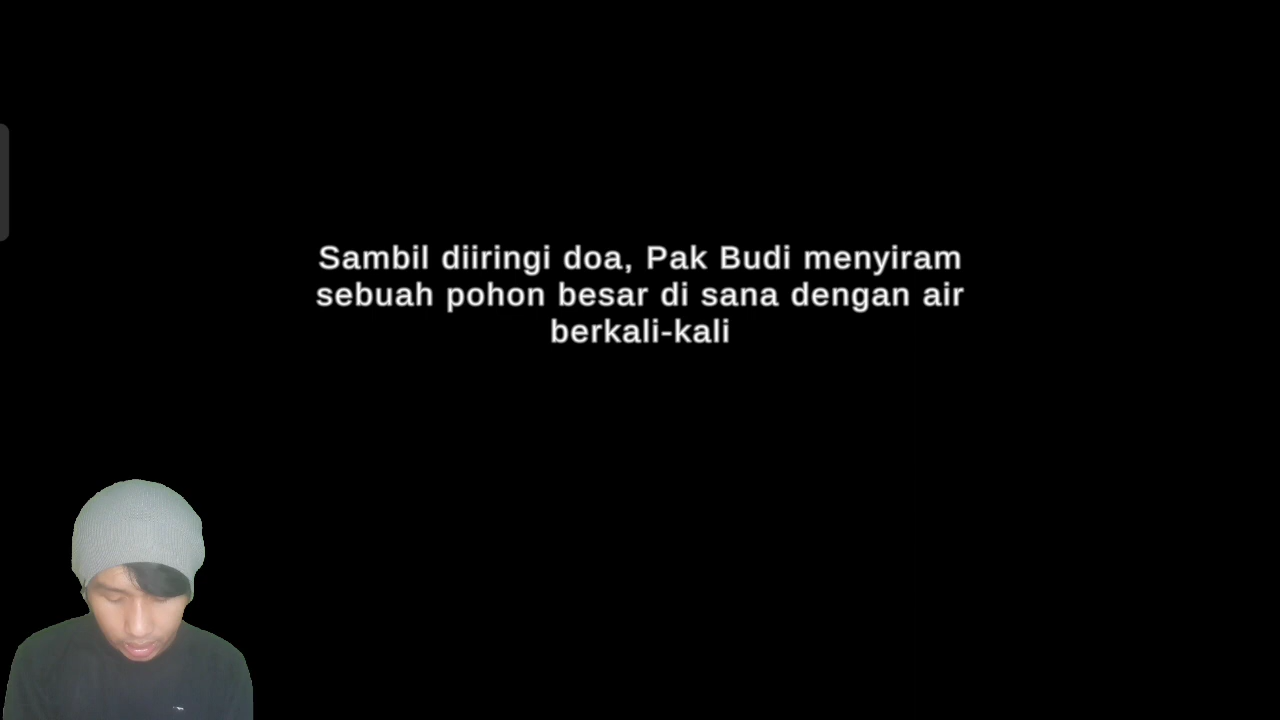 Sambil diiringi doa, Pak Budi menyiram
sebuah pohon besar di sana dengan air
berkali-kali